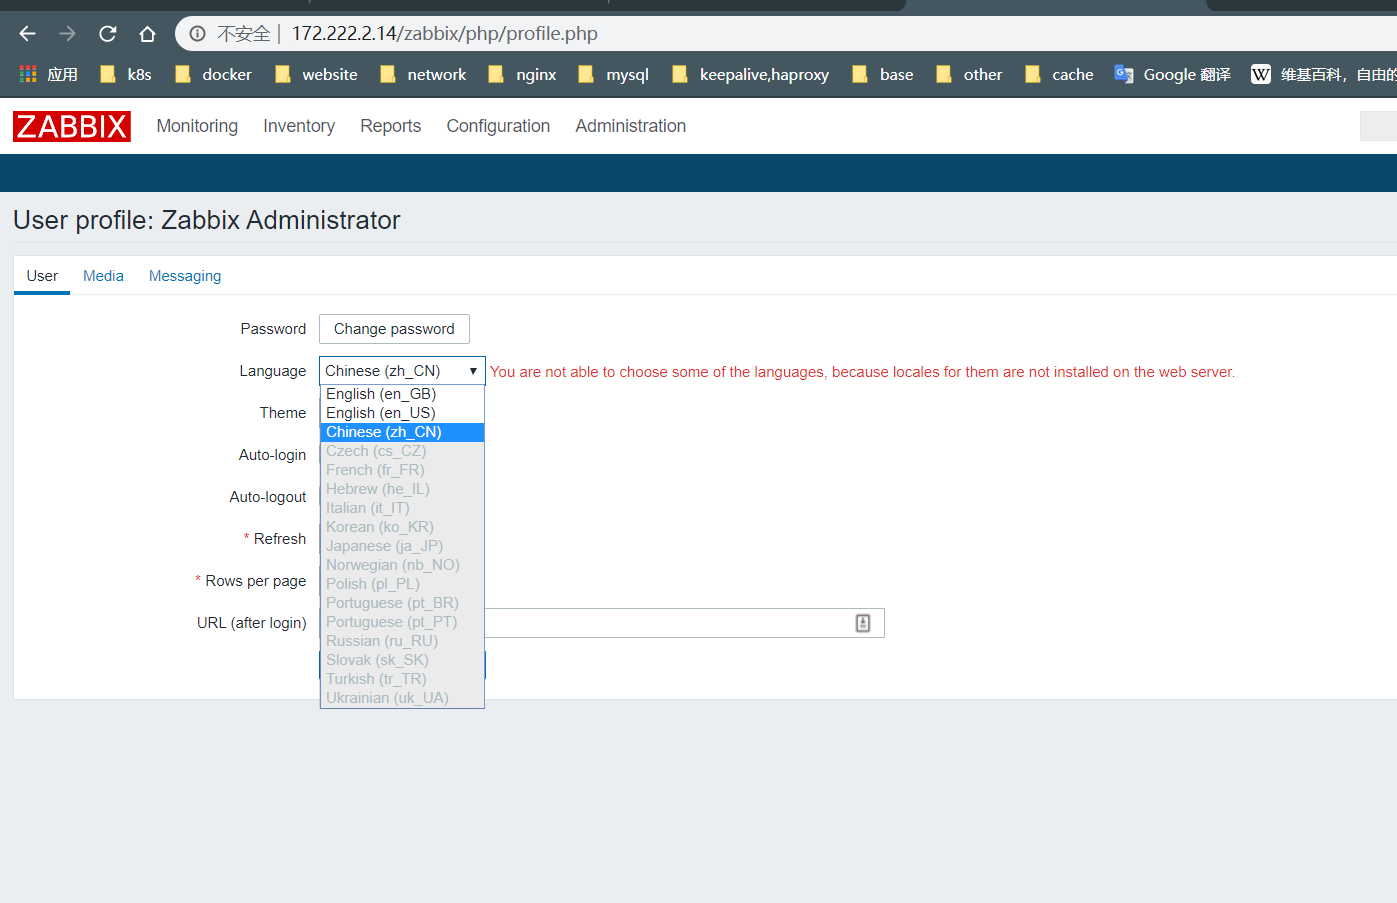 不安全 | 172.222.2.14/zabbix/php/profile.php
应用 k8s docker website network nginx mysql keepalive,haproxy base other cache Google 翻译 W 维基百科，自由的
ZABBIX Monitoring Inventory Reports Configuration Administration
User profile: Zabbix Administrator
User Media Messaging
Password Change password
Language Chinese (zh_CN) You are not able to choose some of the languages, because locales for them are not installed on the web server.
English (en_GB)
Theme English (en_US)
Chinese (zh_CN)
Auto-login Czech (cs_CZ)
French (fr_FR)
Auto-logout Hebrew (he_IL)
Italian (it_IT)
Korean (ko_KR)
* Refresh Japanese (ja_JP)
Norwegian (nb_NO)
* Rows per page Polish (pl_PL)
Portuguese (pt_BR)
URL (after login) Portuguese (pt_PT)
Russian (ru_RU)
Slovak (sk_SK)
Turkish (tr_TR)
Ukrainian (uk_UA)